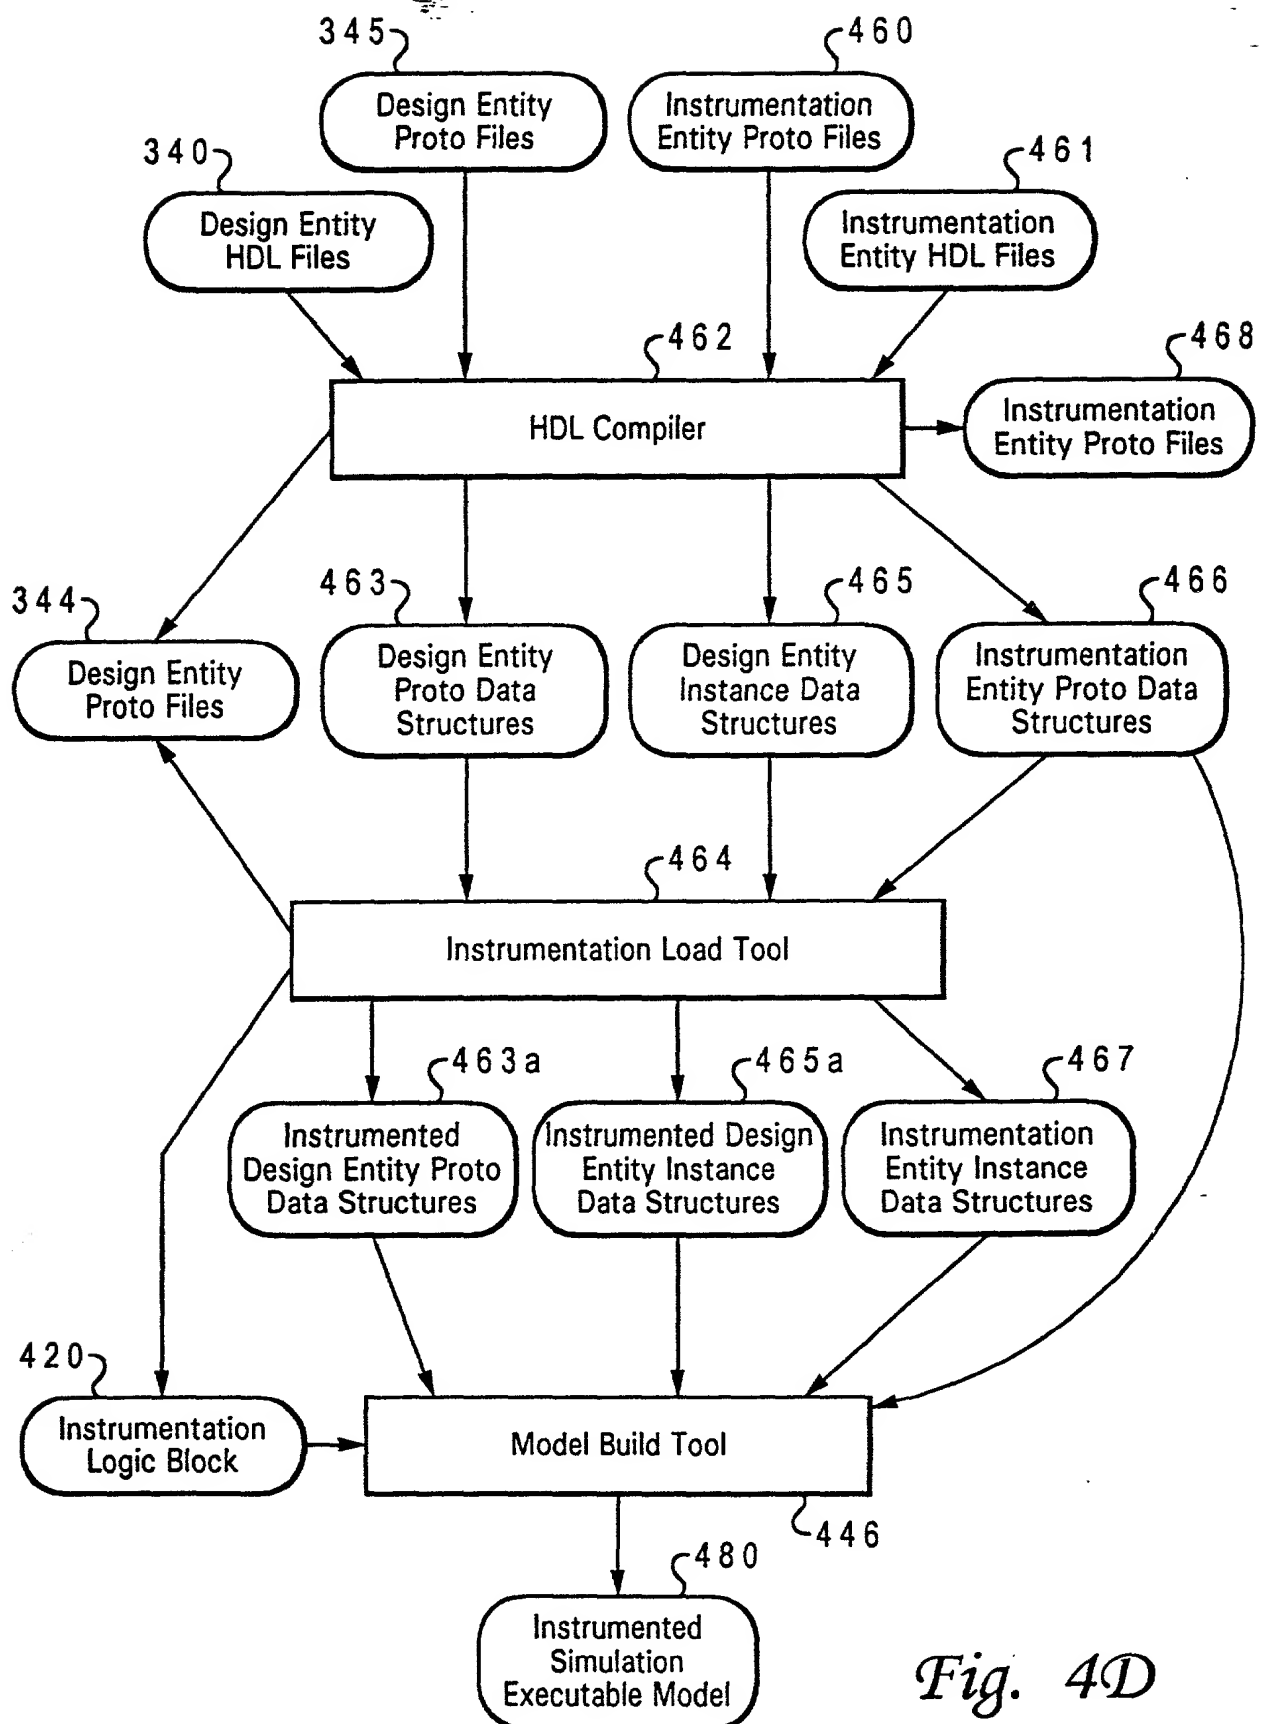 345
460
Design Entity
Proto Files
Instrumentation
Entity Proto Files
340
461
Design Entity
HDL Files
Instrumentation
Entity HDL Files
462
468
HDL Compiler
Instrumentation
Entity Proto Files
463
465
466
344
Design Entity
Proto Files
Design Entity
Proto Data
Structures
Design Entity
Instance Data
Structures
Instrumentation
Entity Proto Data
Structures
464
Instrumentation Load Tool
463a
465a
467
Instrumented
Design Entity Proto
Data Structures
Instrumented Design
Entity Instance
Data Structures
Instrumentation
Entity Instance
Data Structures
420
Instrumentation
Logic Block
Model Build Tool
446
480
Instrumented
Simulation
Executable Model
Fig. 4D